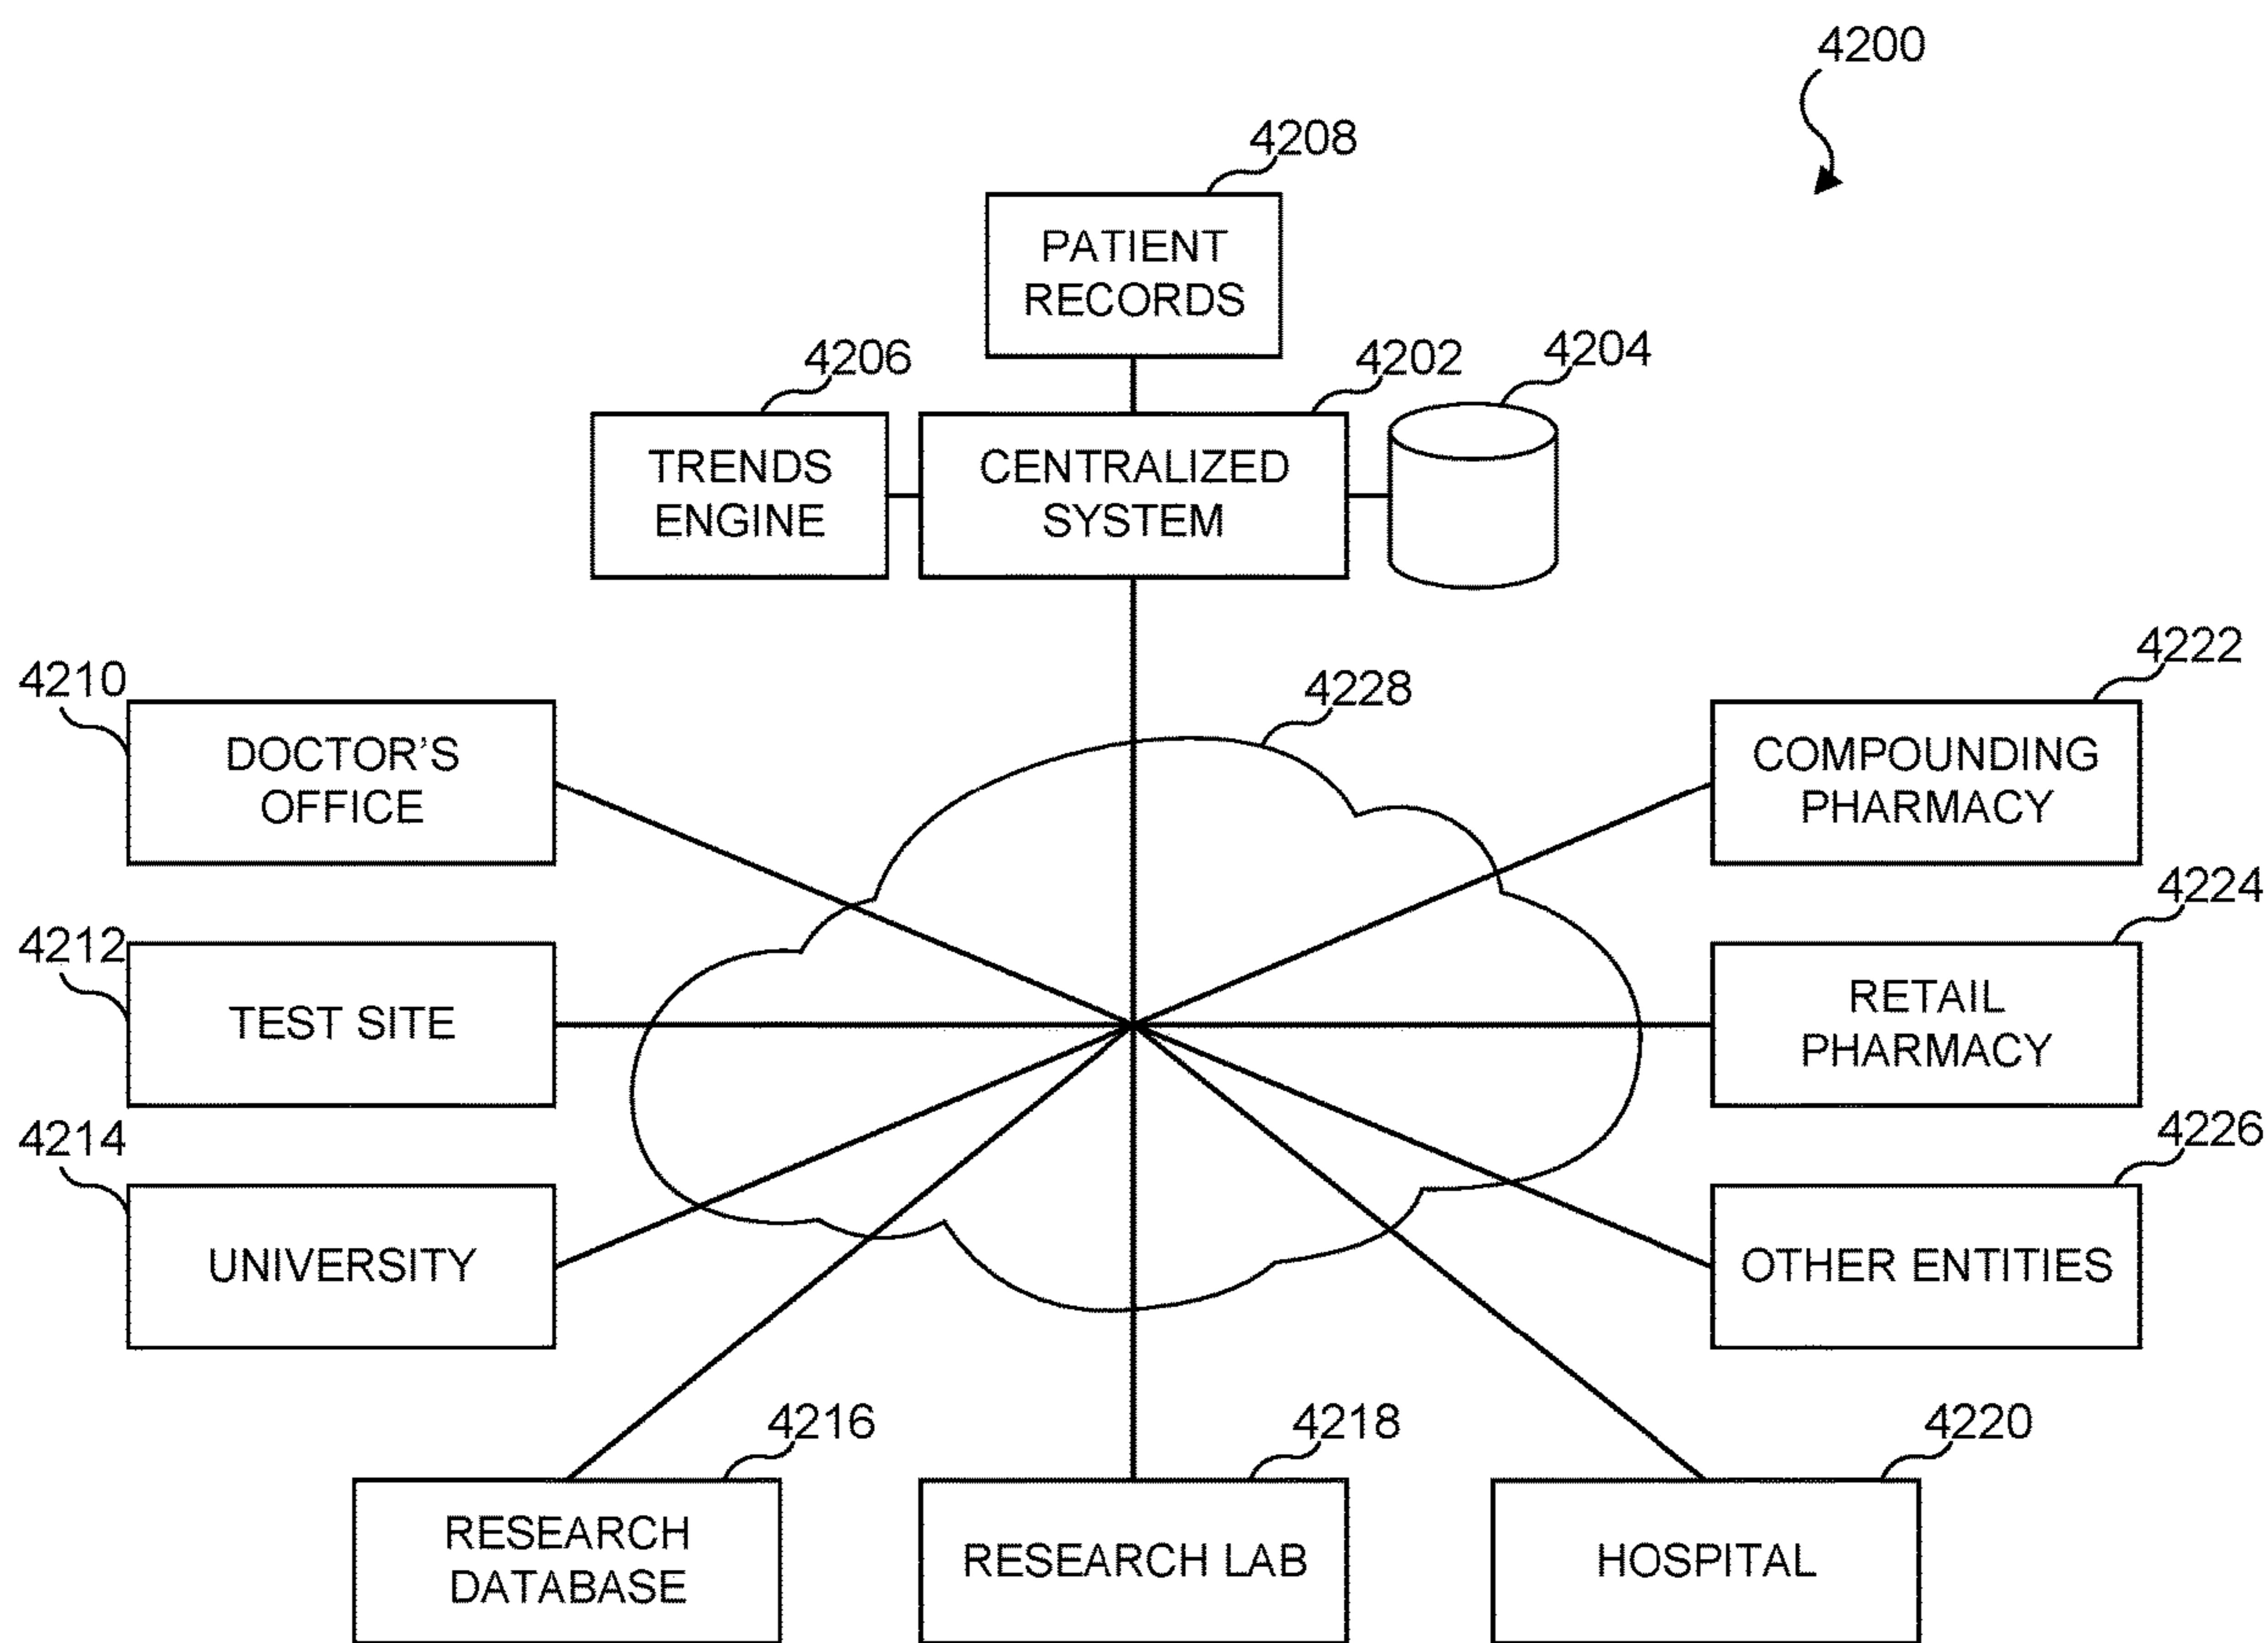 4200
4208
PATIENT
RECORDS
4206
4202
4204
TRENDS
ENGINE
CENTRALIZED
SYSTEM
4210
DOCTOR'S
OFFICE
4228
4222
COMPOUNDING
PHARMACY
4212
TEST SITE
4224
RETAIL
PHARMACY
4214
UNIVERSITY
4226
OTHER ENTITIES
4216
RESEARCH
DATABASE
4218
RESEARCH LAB
4220
HOSPITAL